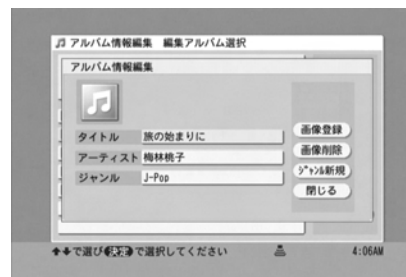 アルバム情報編集 編集アルバム選択
アルバム情報編集
タイトル 旅の始まりに
アーティスト 梅林桃子
ジャンル J-Pop
画像登録
画像削除
ｼﾞｬﾝﾙ新規
閉じる
↑↓で選び決定で選択してください 4:06AM